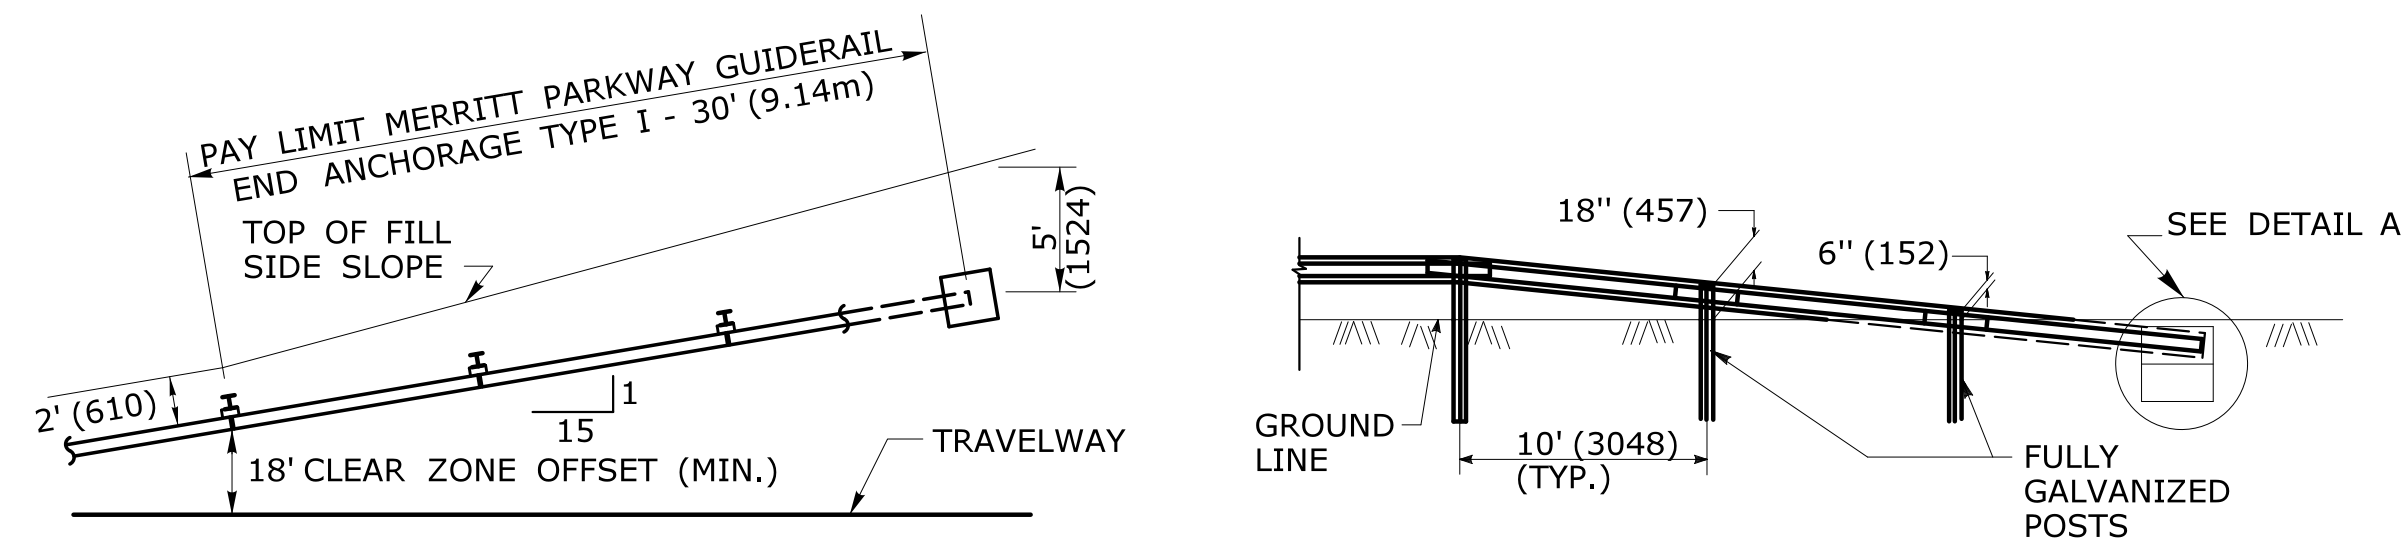 PAY LIMIT MERRITT PARKWAY GUIDERAIL
END ANCHORAGE TYPE I - 30' (9.14m)
TOP OF FILL
SIDE SLOPE
5'
(1524)
2' (610)
1
15
18' CLEAR ZONE OFFSET (MIN.)
TRAVELWAY
18" (457)
6" (152)
SEE DETAIL A
GROUND
LINE
10' (3048)
(TYP.)
FULLY
GALVANIZED
POSTS